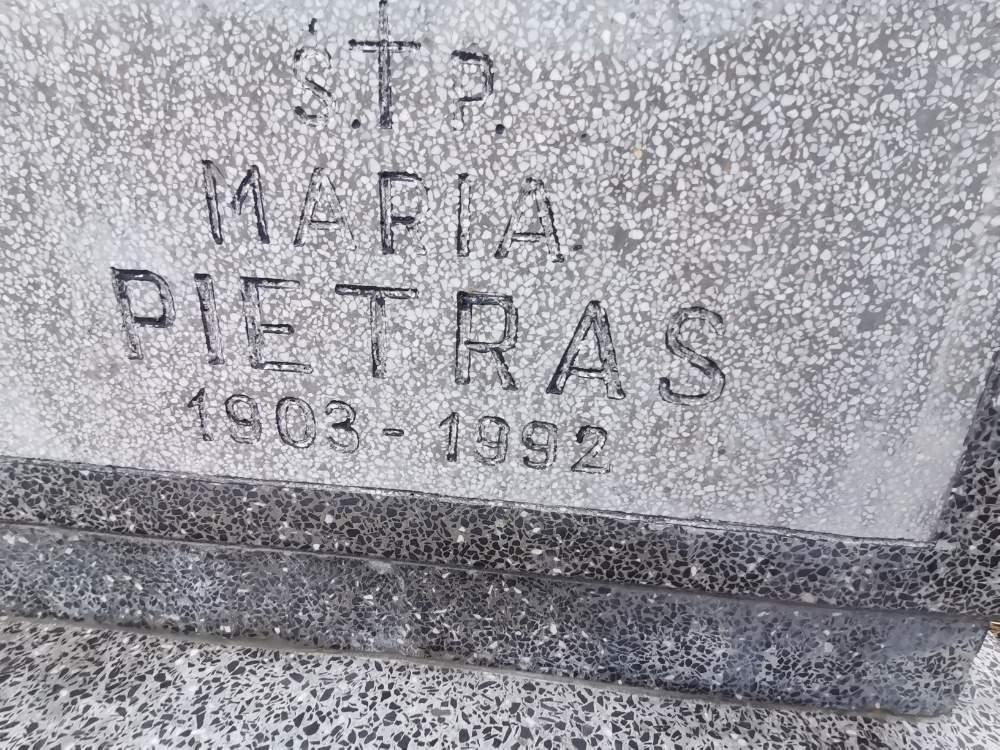 Ś.T.P.
MARIA
PIETRAS
1903-1992